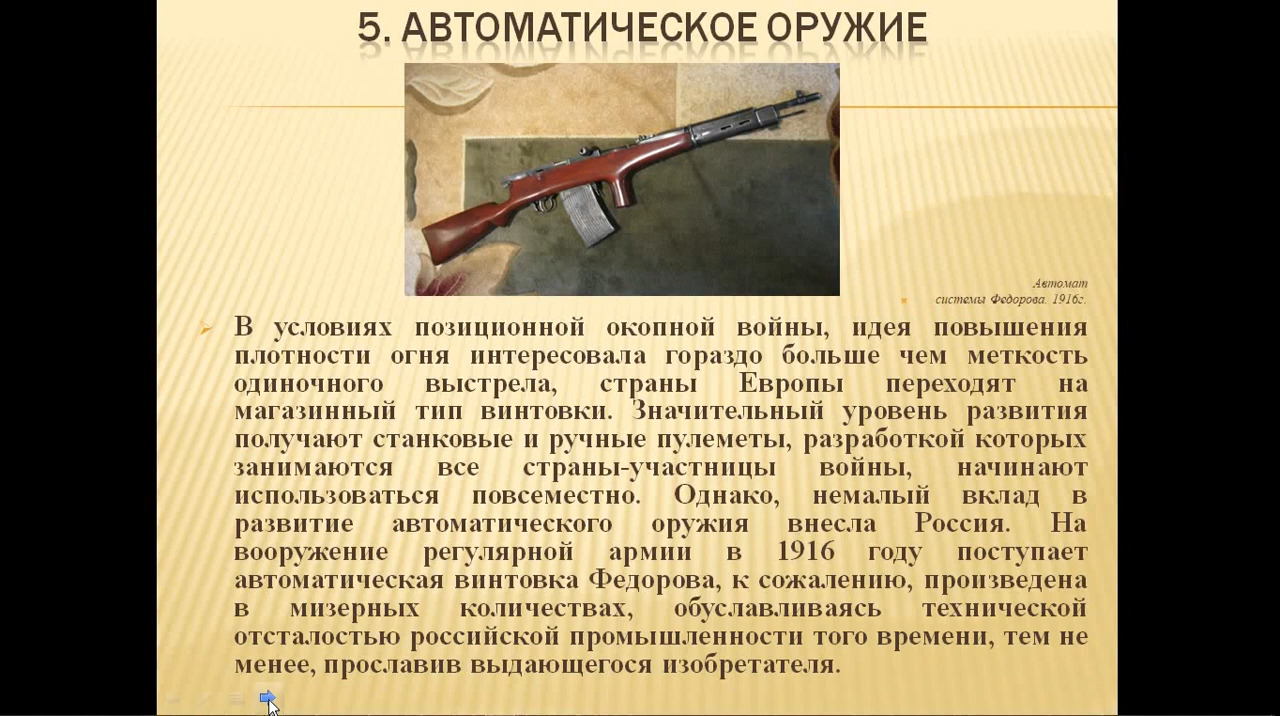 5. АВТОМАТИЧЕСКОЕ ОРУЖИЕ
Автомат
системы Федорова. 1916г.
В условиях позиционной окопной войны, идея повышения
плотности огня интересовала гораздо больше чем меткость
одиночного выстрела, страны Европы переходят на
магазинный тип винтовки. Значительный уровень развития
получают станковые и ручные пулеметы, разработкой которых
занимаются все страны-участницы войны, начинают
использоваться повсеместно. Однако, немалый вклад в
развитие автоматического оружия внесла Россия. На
вооружение регулярной армии в 1916 году поступает
автоматическая винтовка Федорова, к сожалению, произведена
в мизерных количествах, обуславливаясь технической
отсталостью российской промышленности того времени, тем не
менее, прославив выдающегося изобретателя.